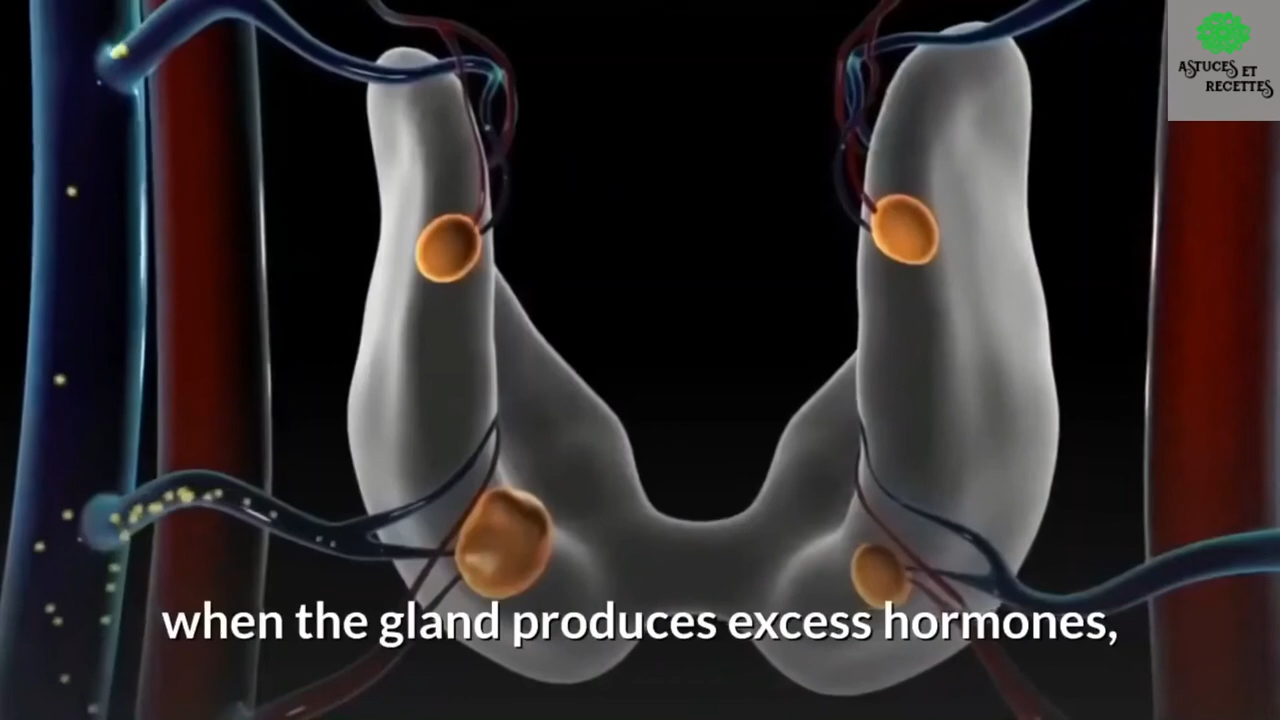 ASTUCES ET
RECETTES
when the gland produces excess hormones,